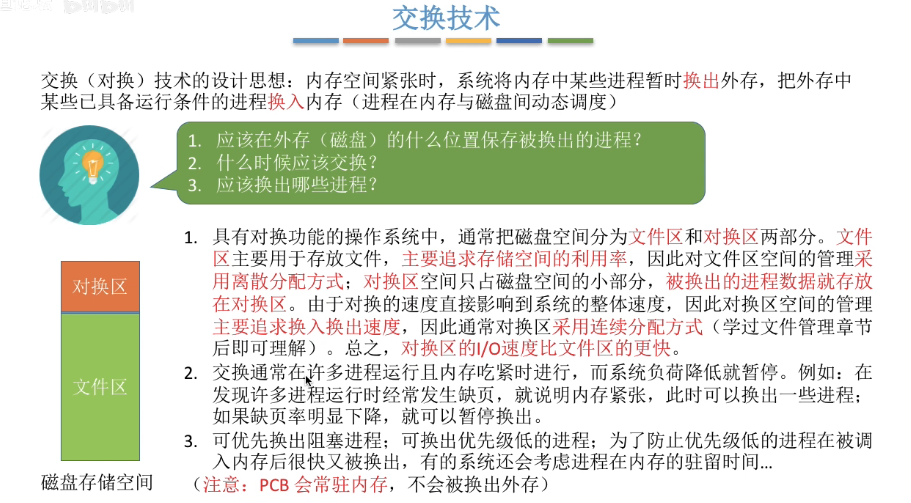 交换技术
交换（对换）技术的设计思想：内存空间紧张时，系统将内存中某些进程暂时换出外存，把外存中
某些已具备运行条件的进程换入内存（进程在内存与磁盘间动态调度）
1. 应该在外存（磁盘）的什么位置保存被换出的进程？
2. 什么时候应该交换？
3. 应该换出哪些进程？
1. 具有对换功能的操作系统中，通常把磁盘空间分为文件区和对换区两部分。文件
区主要用于存放文件，主要追求存储空间的利用率，因此对文件区空间的管理采
用离散分配方式；对换区空间只占磁盘空间的小部分，被换出的进程数据就存放
在对换区。由于对换的速度直接影响到系统的整体速度，因此对换区空间的管理
主要追求换入换出速度，因此通常对换区采用连续分配方式（学过文件管理章节
后即可理解）。总之，对换区的I/O速度比文件区的更快。
2. 交换通常在许多进程运行且内存吃紧时进行，而系统负荷降低就暂停。例如：在
发现许多进程运行时经常发生缺页，就说明内存紧张，此时可以换出一些进程；
如果缺页率明显下降，就可以暂停换出。
3. 可优先换出阻塞进程；可换出优先级低的进程；为了防止优先级低的进程在被调
入内存后很快又被换出，有的系统还会考虑进程在内存的驻留时间…
（注意：PCB 会常驻内存，不会被换出外存）
对换区
文件区
磁盘存储空间